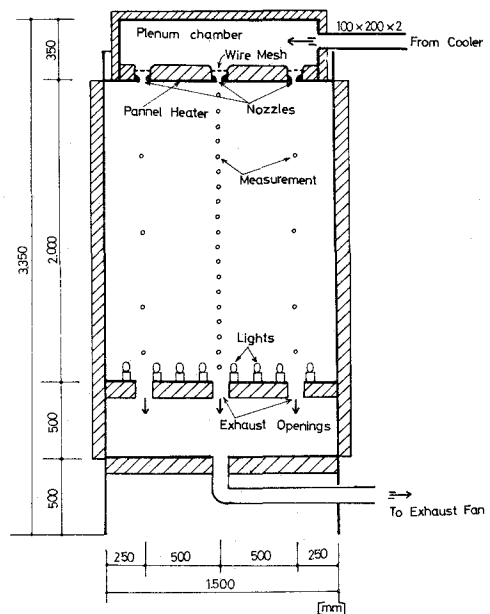 Plenum chamber
100×200×2
From Cooler
350
Wire Mesh
Pannel Heater
Nozzles
Measurement
3,350
2,000
Lights
500
Exhaust Openings
500
To Exhaust Fan
250
500
500
250
1,500
[mm]